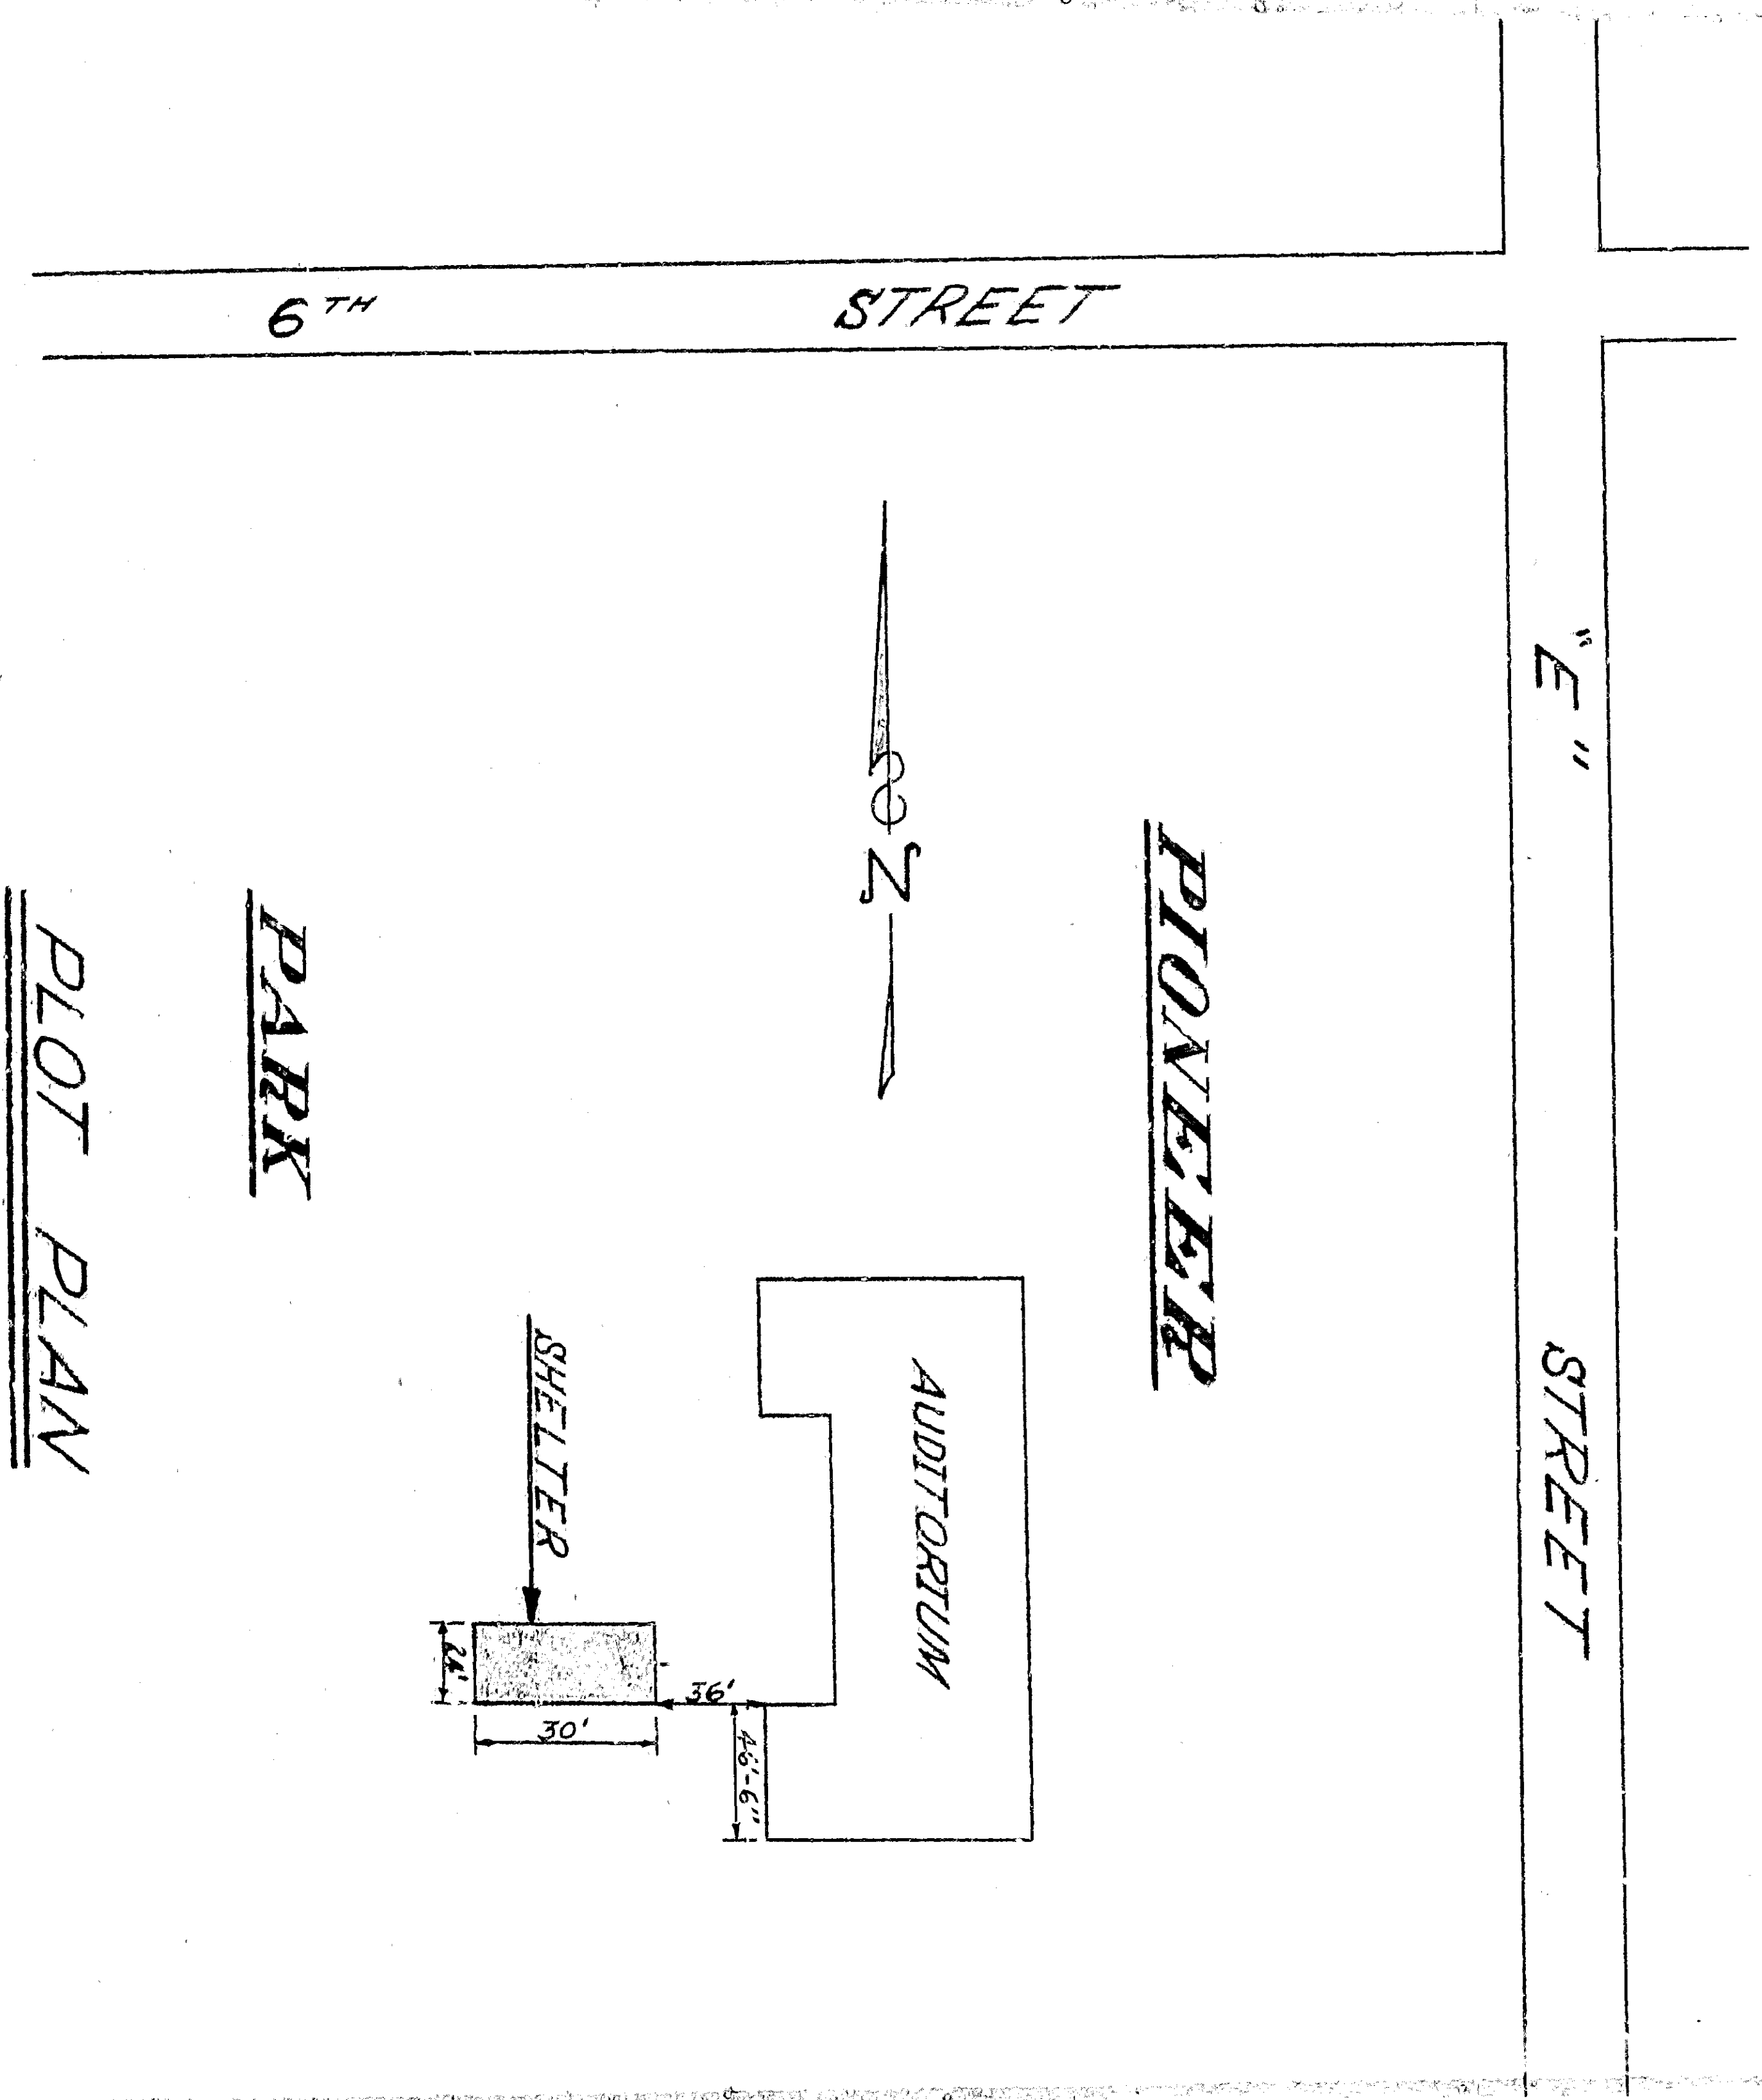 "E" STREET
6TH STREET
PIONEER
N
AUDITORIUM
36'
46'-6"
SHELTER
30'
24'
PARK
PLOT PLAN